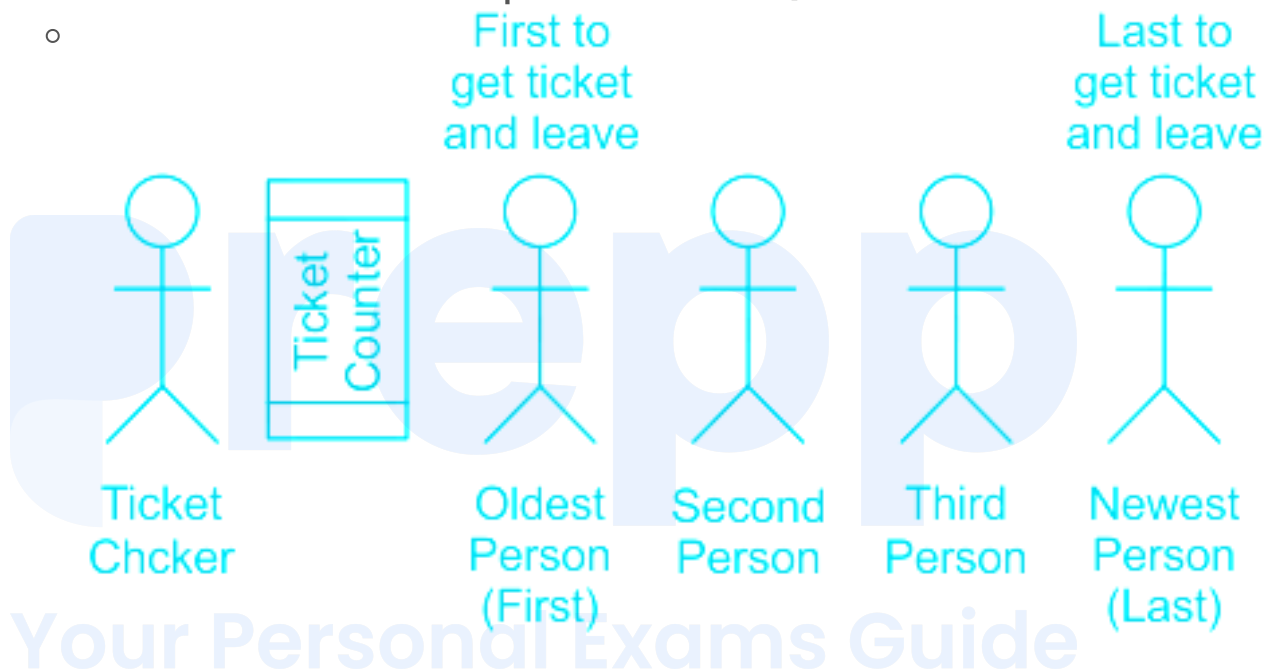 First to
get ticket
and leave
Last to
get ticket
and leave
Ticket
Counter
Ticket
Chcker
Oldest
Person
(First)
Second
Person
Third
Person
Newest
Person
(Last)
Prepp
Your Personal Exams Guide